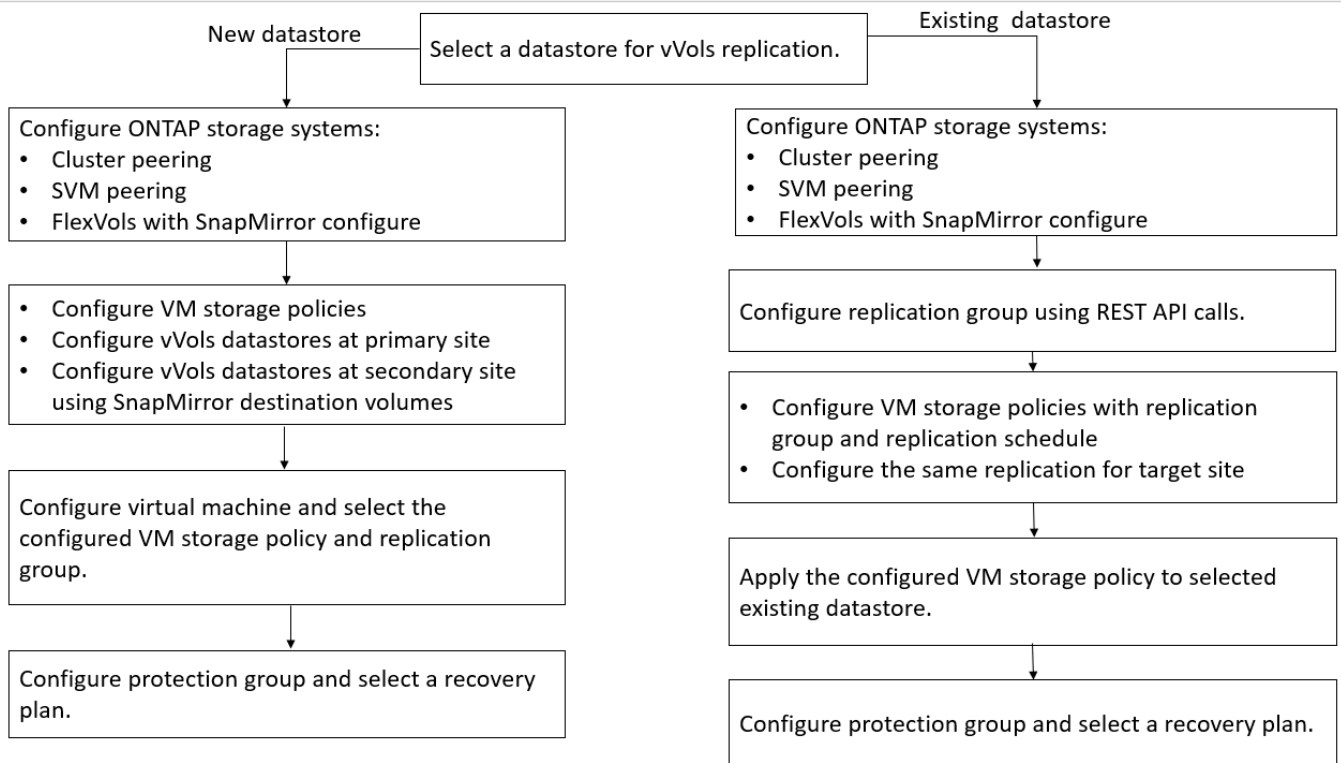 New datastore
Select a datastore for vVols replication.
Existing datastore
Configure ONTAP storage systems:
• Cluster peering
• SVM peering
• FlexVols with SnapMirror configure
• Configure VM storage policies
• Configure vVols datastores at primary site
• Configure vVols datastores at secondary site
using SnapMirror destination volumes
Configure virtual machine and select the
configured VM storage policy and replication
group.
Configure protection group and select a recovery
plan.
Configure ONTAP storage systems:
• Cluster peering
• SVM peering
• FlexVols with SnapMirror configure
Configure replication group using REST API calls.
• Configure VM storage policies with replication
group and replication schedule
• Configure the same replication for target site
Apply the configured VM storage policy to selected
existing datastore.
Configure protection group and select a recovery plan.